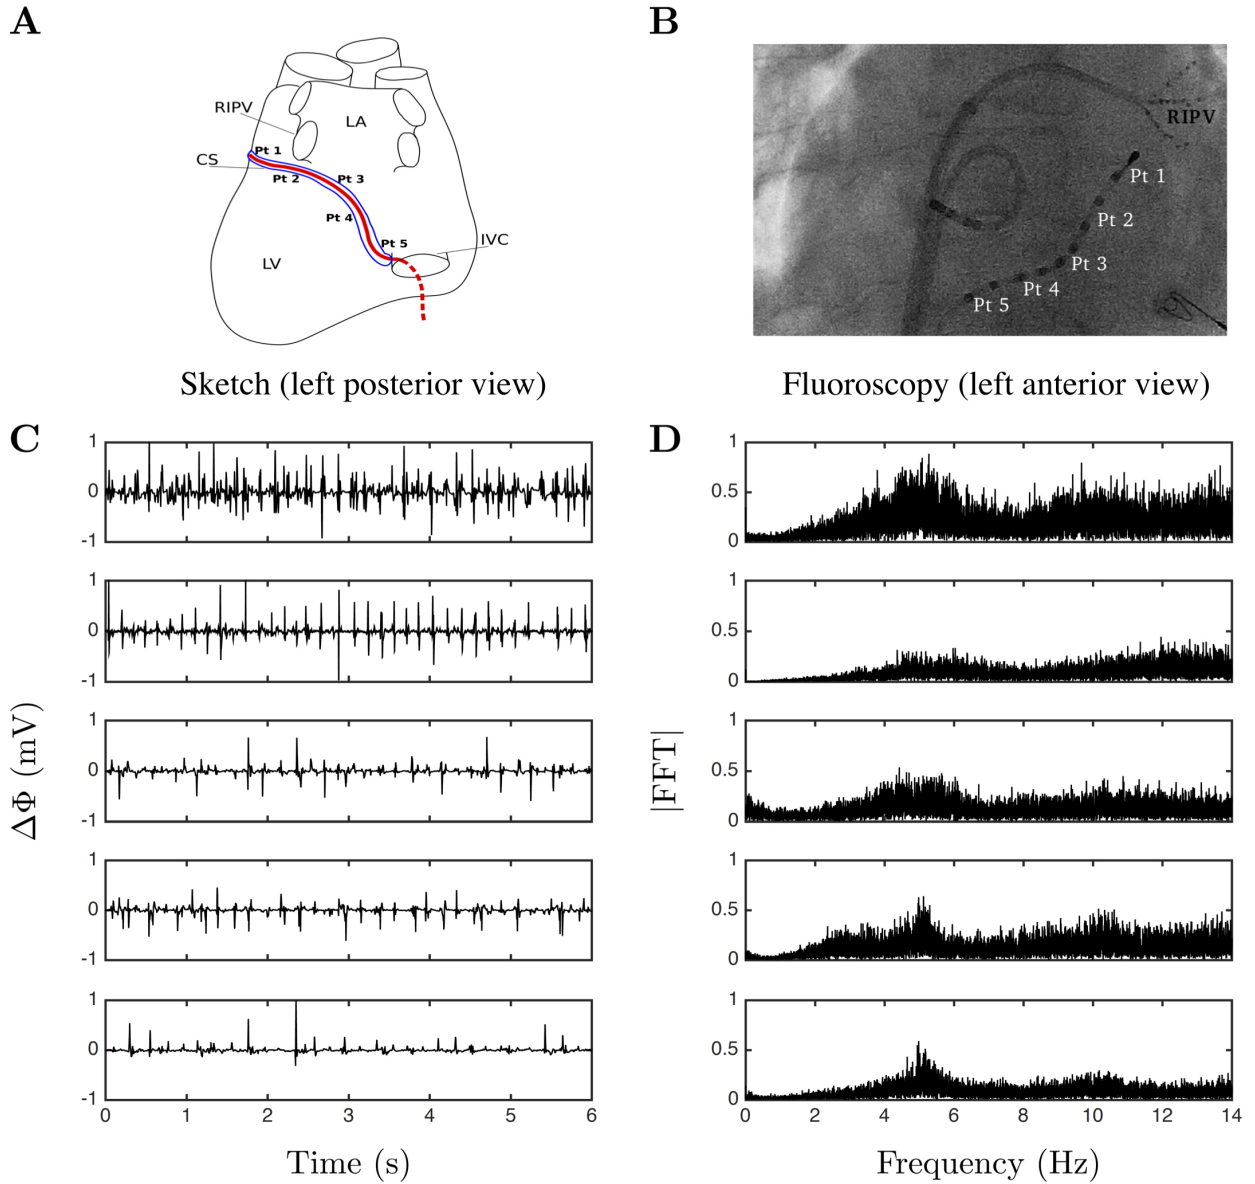 A
B
RIPV
LA
CS
Pt 1
Pt 2
Pt 3
Pt 4
Pt 5
IVC
LV
RIPV
Pt 1
Pt 2
Pt 3
Pt 4
Pt 5
Sketch (left posterior view)
Fluoroscopy (left anterior view)
C
D
ΔΦ (mV)
1
0
-1
1
0
-1
1
0
-1
1
0
-1
1
0
-1
0 1 2 3 4 5 6
Time (s)
|FFT|
1
0.5
0
1
0.5
0
1
0.5
0
1
0.5
0
1
0.5
0
0 2 4 6 8 10 12 14
Frequency (Hz)